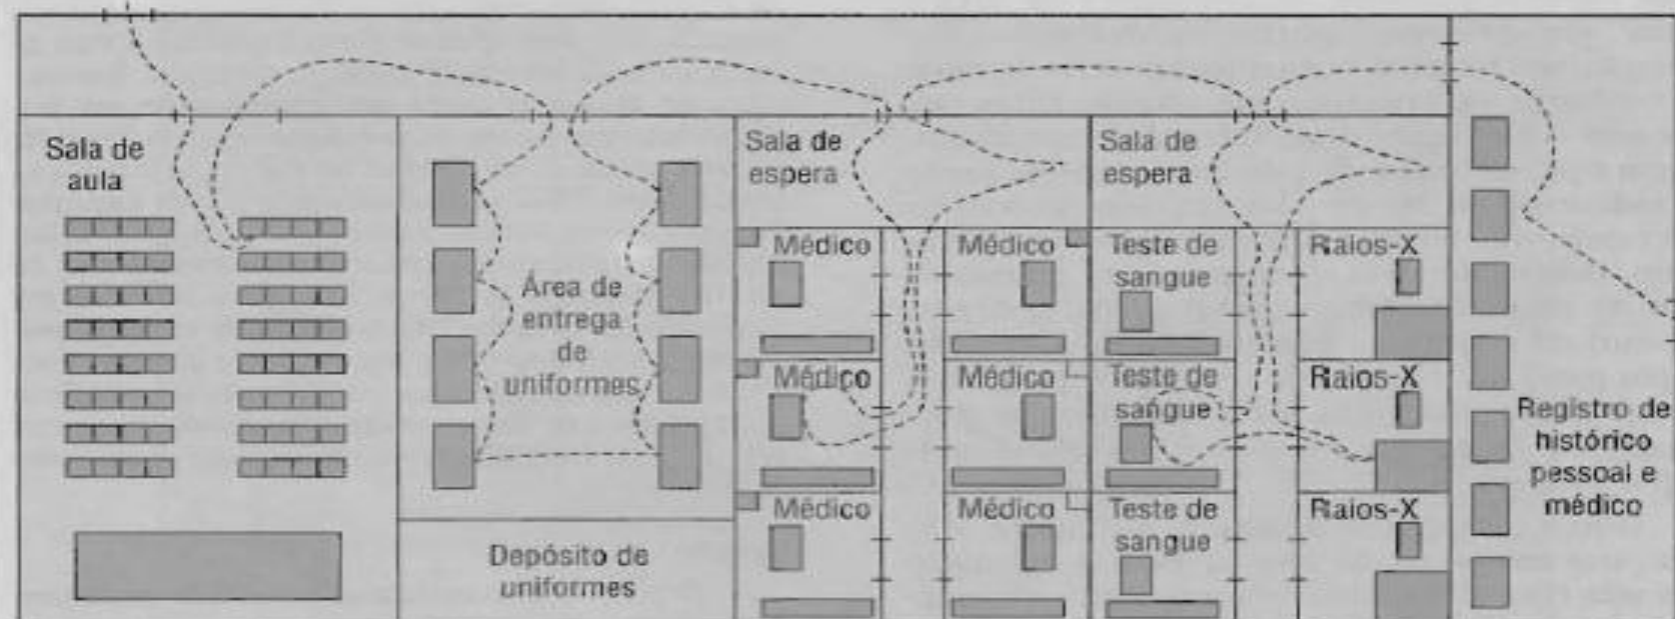 Sala de
aula
Área de
entrega
de
uniformes
Depósito de
uniformes
Sala de
espera
Médico
Médico
Médico
Médico
Médico
Médico
Sala de
espera
Teste de
sangue
Raios-X
Teste de
sangue
Raios-X
Teste de
sangue
Raios-X
Registro de
histórico
pessoal e
médico